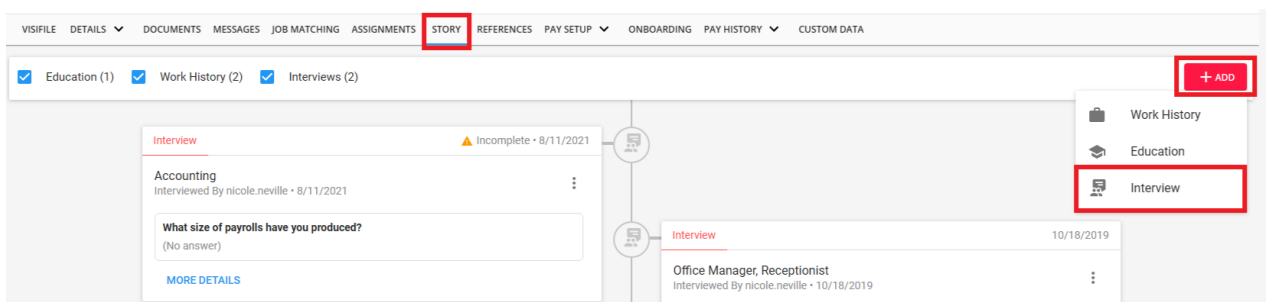 VISIFILE DETAILS DOCUMENTS MESSAGES JOB MATCHING ASSIGNMENTS STORY REFERENCES PAY SETUP ONBOARDING PAY HISTORY CUSTOM DATA
Education (1) Work History (2) Interviews (2) + ADD
Work History
Education
Interview
Interview Incomplete • 8/11/2021
Accounting
Interviewed By nicole.neville • 8/11/2021
What size of payrolls have you produced?
(No answer)
MORE DETAILS
Interview 10/18/2019
Office Manager, Receptionist
Interviewed By nicole.neville • 10/18/2019